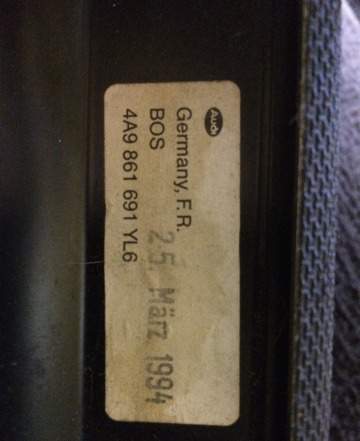 Audi
Germany, F.R.
BOS 25. März 1994
4A9 861 691 YL6